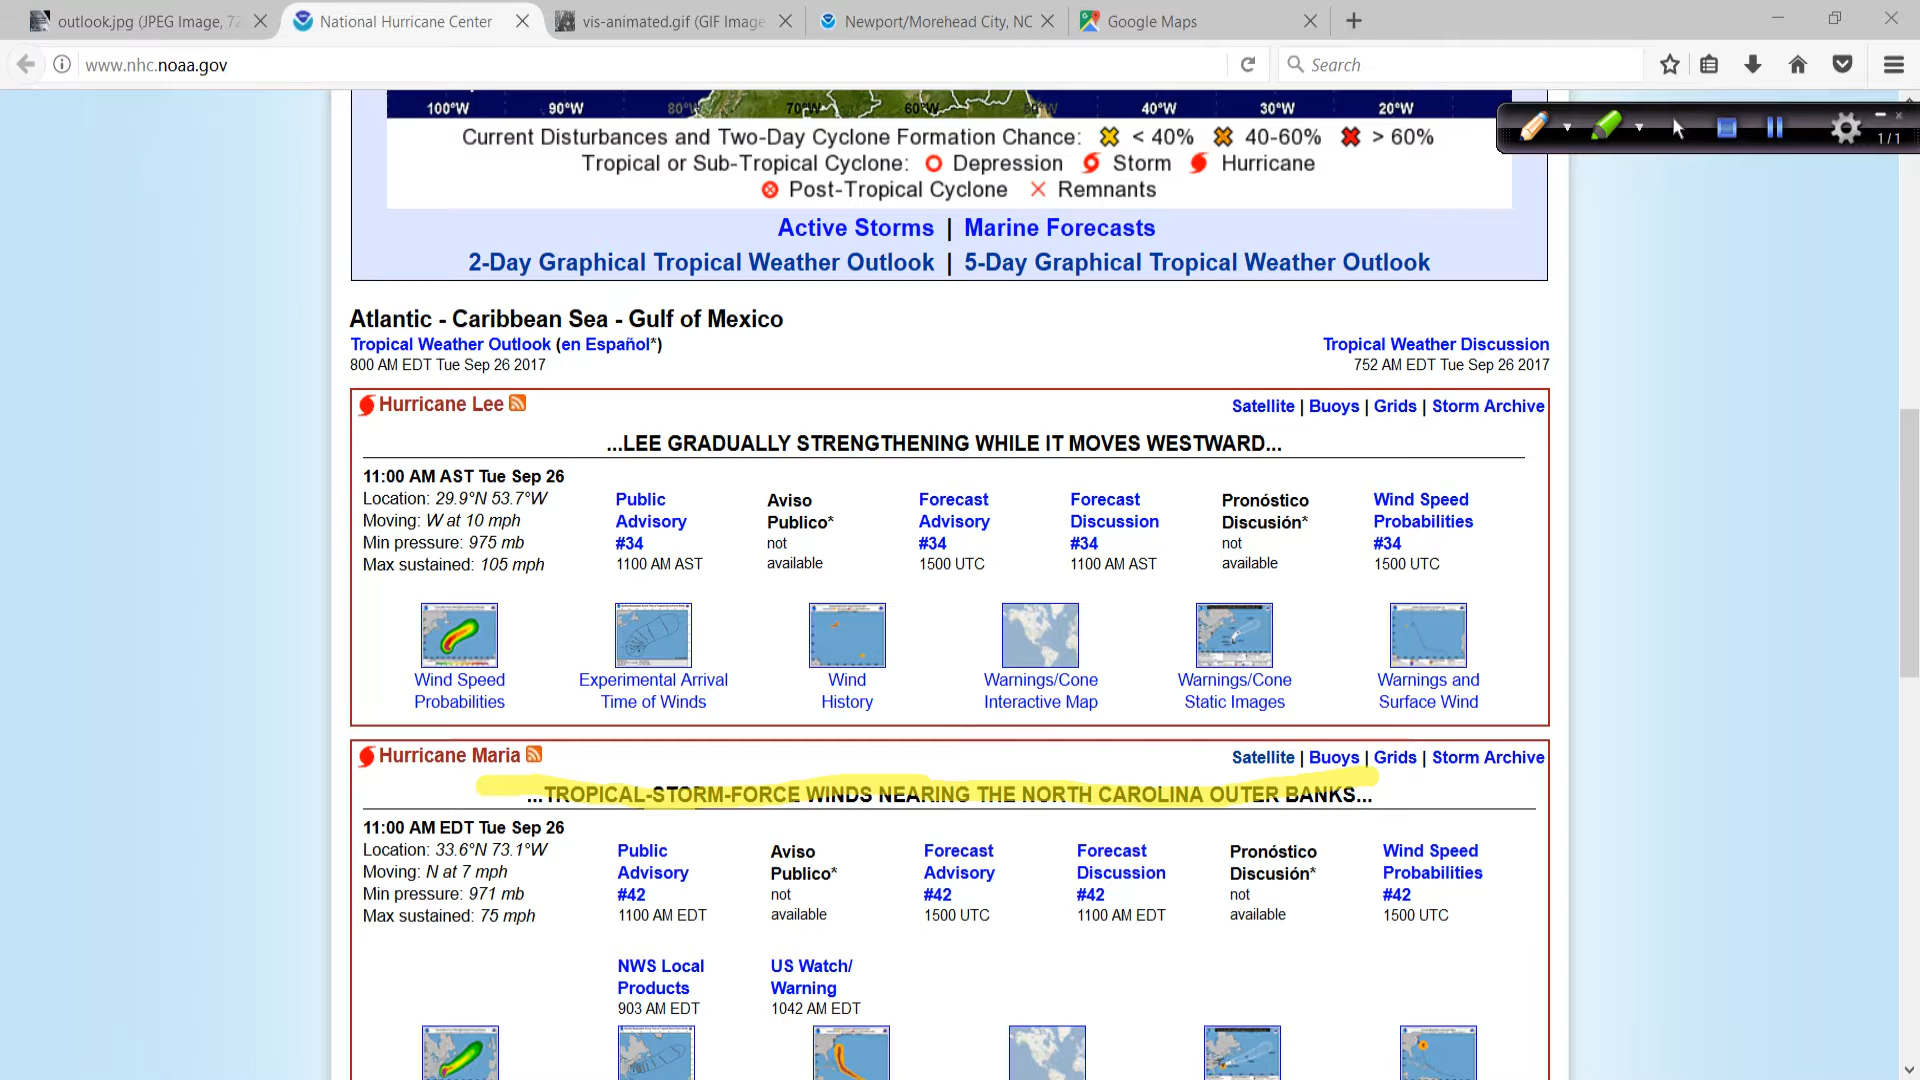 outlook.jpg (JPEG Image, 72
National Hurricane Center
vis-animated.gif (GIF Image
Newport/Morehead City, NC
Google Maps
www.nhc.noaa.gov
Search
1/1
100°W 90°W 80°W 70°W 60°W 50°W 40°W 30°W 20°W
Current Disturbances and Two-Day Cyclone Formation Chance: < 40% 40-60% > 60%
Tropical or Sub-Tropical Cyclone: Depression Storm Hurricane
Post-Tropical Cyclone Remnants
Active Storms | Marine Forecasts
2-Day Graphical Tropical Weather Outlook | 5-Day Graphical Tropical Weather Outlook
Atlantic - Caribbean Sea - Gulf of Mexico
Tropical Weather Outlook (en Español*)
Tropical Weather Discussion
800 AM EDT Tue Sep 26 2017
752 AM EDT Tue Sep 26 2017
Hurricane Lee
Satellite | Buoys | Grids | Storm Archive
...LEE GRADUALLY STRENGTHENING WHILE IT MOVES WESTWARD...
11:00 AM AST Tue Sep 26
Location: 29.9°N 53.7°W
Moving: W at 10 mph
Min pressure: 975 mb
Max sustained: 105 mph
Public
Advisory
#34
1100 AM AST
Aviso
Publico*
not
available
Forecast
Advisory
#34
1500 UTC
Forecast
Discussion
#34
1100 AM AST
Pronóstico
Discusión*
not
available
Wind Speed
Probabilities
#34
1500 UTC
Wind Speed
Probabilities
Experimental Arrival
Time of Winds
Wind
History
Warnings/Cone
Interactive Map
Warnings/Cone
Static Images
Warnings and
Surface Wind
Hurricane Maria
Satellite | Buoys | Grids | Storm Archive
...TROPICAL-STORM-FORCE WINDS NEARING THE NORTH CAROLINA OUTER BANKS...
11:00 AM EDT Tue Sep 26
Location: 33.6°N 73.1°W
Moving: N at 7 mph
Min pressure: 971 mb
Max sustained: 75 mph
Public
Advisory
#42
1100 AM EDT
Aviso
Publico*
not
available
Forecast
Advisory
#42
1500 UTC
Forecast
Discussion
#42
1100 AM EDT
Pronóstico
Discusión*
not
available
Wind Speed
Probabilities
#42
1500 UTC
NWS Local
Products
903 AM EDT
US Watch/
Warning
1042 AM EDT